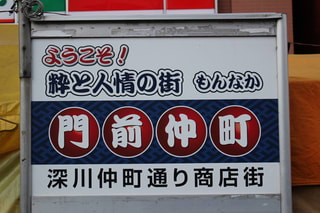 ようこそ!
粋と人情の街 もんなか
門前仲町
深川仲町通り商店街